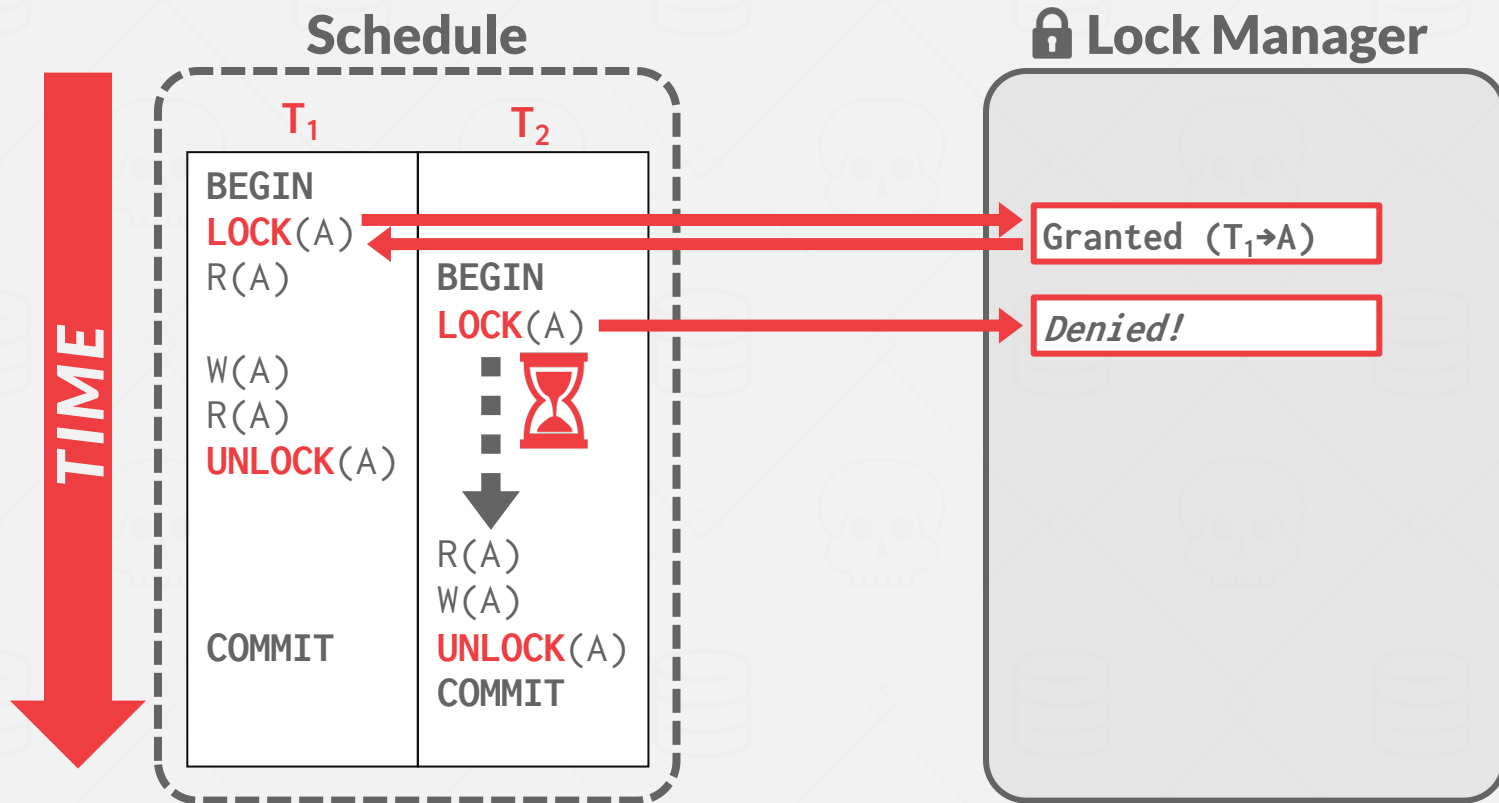 Schedule
Lock Manager
TIME
T₁ T₂
BEGIN
LOCK(A)
Granted (T₁→A)
R(A) BEGIN
LOCK(A)
Denied!
W(A)
R(A)
UNLOCK(A)
R(A)
W(A)
COMMIT UNLOCK(A)
COMMIT